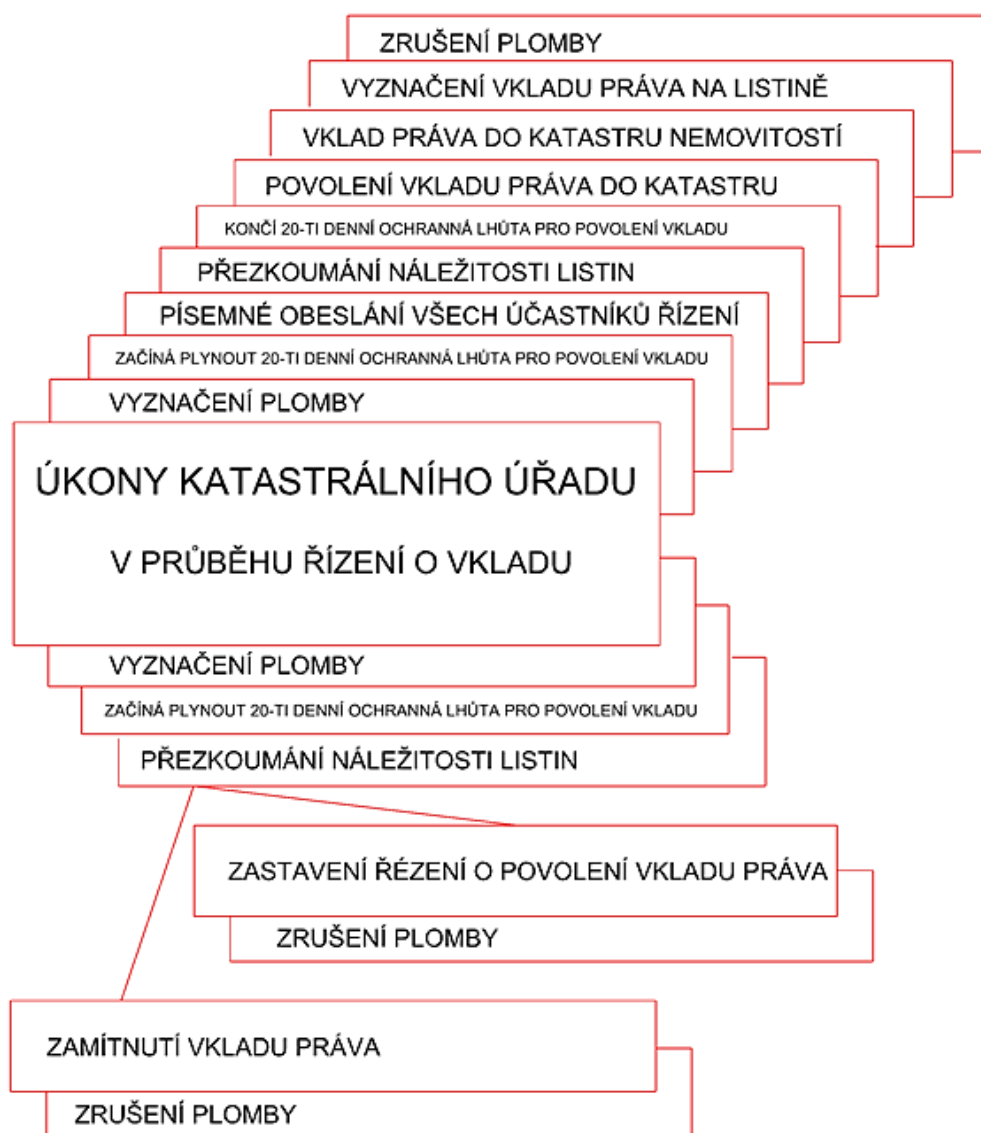 ZRUŠENÍ PLOMBY
VYZNAČENÍ VKLADU PRÁVA NA LISTINĚ
VKLAD PRÁVA DO KATASTRU NEMOVITOSTÍ
POVOLENÍ VKLADU PRÁVA DO KATASTRU
KONČÍ 20-TI DENNÍ OCHRANNÁ LHŮTA PRO POVOLENÍ VKLADU
PŘEZKOUMÁNÍ NÁLEŽITOSTI LISTIN
PÍSEMNÉ OBESLÁNÍ VŠECH ÚČASTNÍKŮ ŘÍZENÍ
ZAČÍNÁ PLYNOUT 20-TI DENNÍ OCHRANNÁ LHŮTA PRO POVOLENÍ VKLADU
VYZNAČENÍ PLOMBY
ÚKONY KATASTRÁLNÍHO ÚŘADU
V PRŮBĚHU ŘÍZENÍ O VKLADU
VYZNAČENÍ PLOMBY
ZAČÍNÁ PLYNOUT 20-TI DENNÍ OCHRANNÁ LHŮTA PRO POVOLENÍ VKLADU
PŘEZKOUMÁNÍ NÁLEŽITOSTI LISTIN
ZASTAVENÍ ŘÉZENÍ O POVOLENÍ VKLADU PRÁVA
ZRUŠENÍ PLOMBY
ZAMÍTNUTÍ VKLADU PRÁVA
ZRUŠENÍ PLOMBY